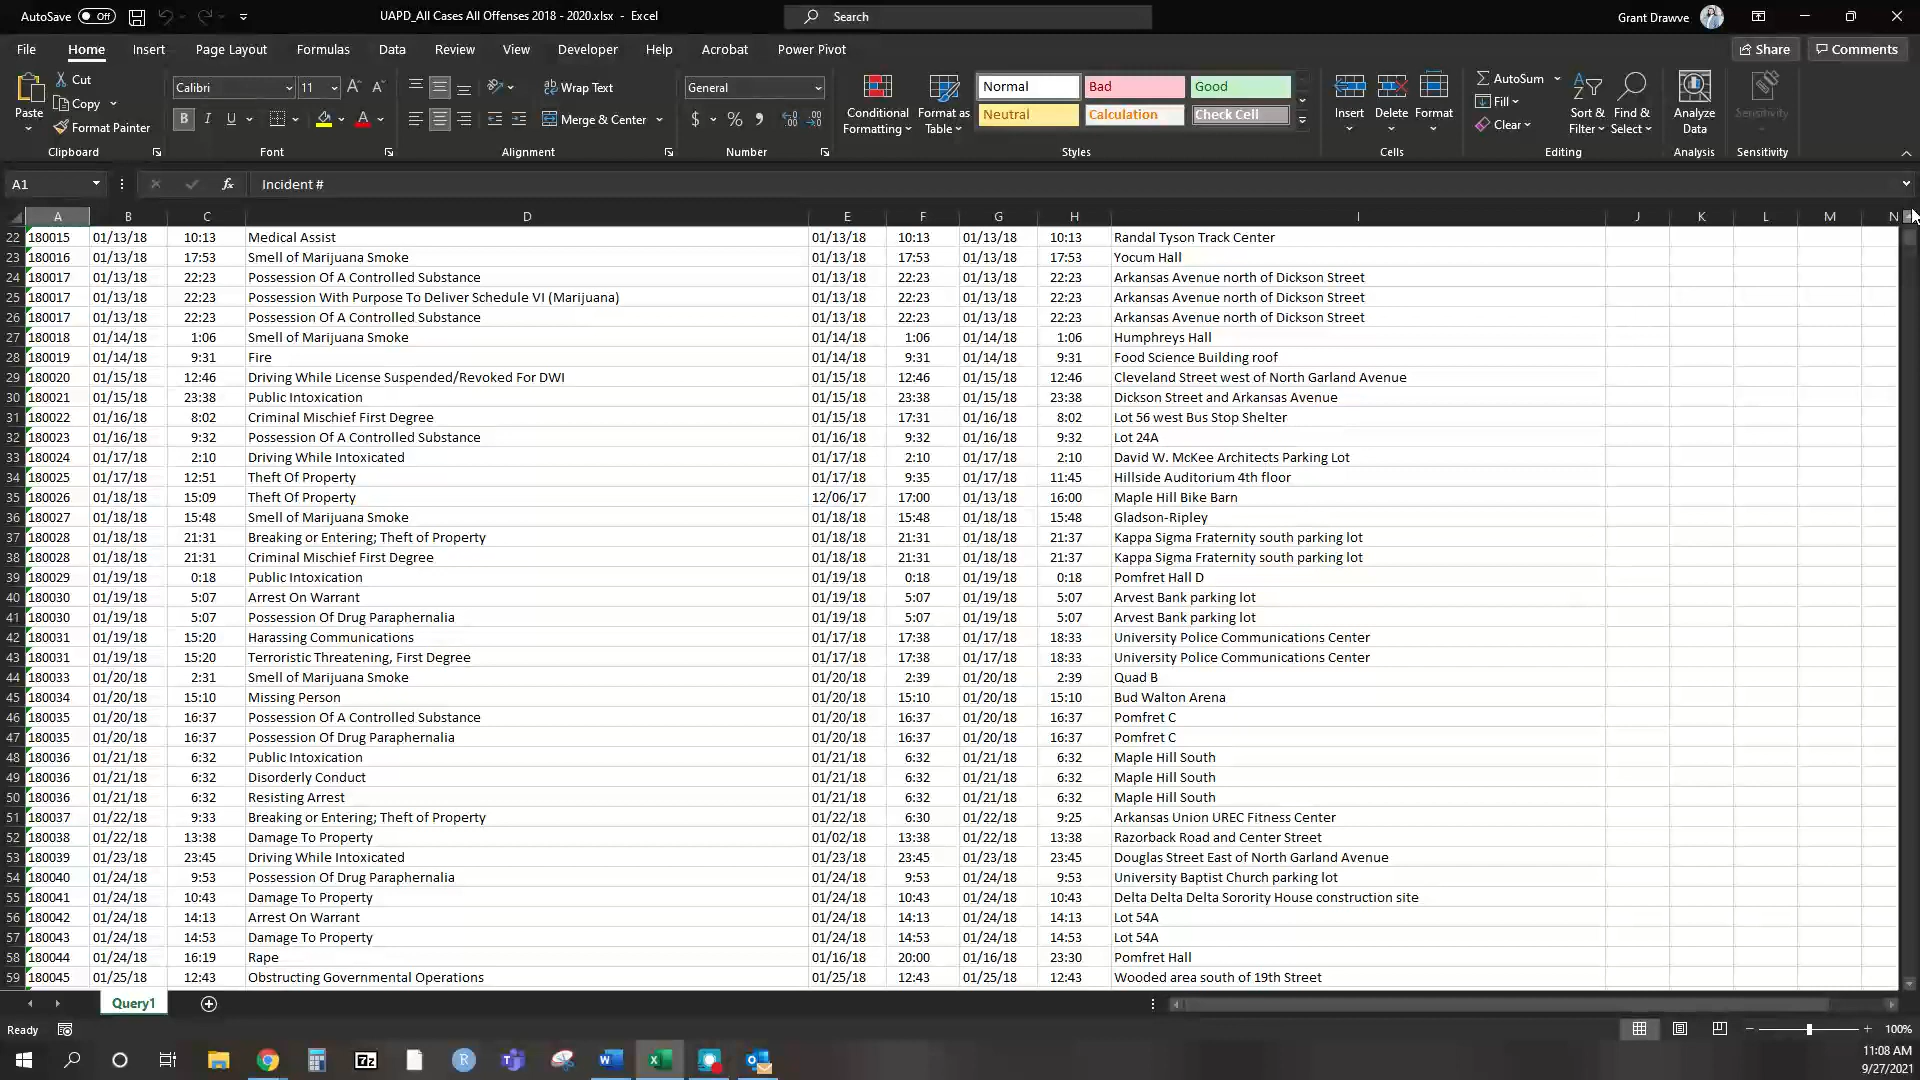 AutoSave Off UAPD_All Cases All Offenses 2018 - 2020.xlsx - Excel Search Grant Drawve
File Home Insert Page Layout Formulas Data Review View Developer Help Acrobat Power Pivot Share Comments
Paste Cut Copy Format Painter
Calibri 11 A A B I U A
Wrap Text Merge & Center
General $ % 9
Conditional Formatting Format as Table
Normal Bad Good
Neutral Calculation Check Cell
Insert Delete Format
AutoSum Fill Clear Sort & Filter Find & Select
Analyze Data Sensitivity
Clipboard Font Alignment Number Styles Cells Editing Analysis Sensitivity
A1 fx Incident #
A B C D E F G H I J K L M N
22 180015 01/13/18 10:13 Medical Assist 01/13/18 10:13 01/13/18 10:13 Randal Tyson Track Center
23 180016 01/13/18 17:53 Smell of Marijuana Smoke 01/13/18 17:53 01/13/18 17:53 Yocum Hall
24 180017 01/13/18 22:23 Possession Of A Controlled Substance 01/13/18 22:23 01/13/18 22:23 Arkansas Avenue north of Dickson Street
25 180017 01/13/18 22:23 Possession With Purpose To Deliver Schedule VI (Marijuana) 01/13/18 22:23 01/13/18 22:23 Arkansas Avenue north of Dickson Street
26 180017 01/13/18 22:23 Possession Of A Controlled Substance 01/13/18 22:23 01/13/18 22:23 Arkansas Avenue north of Dickson Street
27 180018 01/14/18 1:06 Smell of Marijuana Smoke 01/14/18 1:06 01/14/18 1:06 Humphreys Hall
28 180019 01/14/18 9:31 Fire 01/14/18 9:31 01/14/18 9:31 Food Science Building roof
29 180020 01/15/18 12:46 Driving While License Suspended/Revoked For DWI 01/15/18 12:46 01/15/18 12:46 Cleveland Street west of North Garland Avenue
30 180021 01/15/18 23:38 Public Intoxication 01/15/18 23:38 01/15/18 23:38 Dickson Street and Arkansas Avenue
31 180022 01/16/18 8:02 Criminal Mischief First Degree 01/15/18 17:31 01/16/18 8:02 Lot 56 west Bus Stop Shelter
32 180023 01/16/18 9:32 Possession Of A Controlled Substance 01/16/18 9:32 01/16/18 9:32 Lot 24A
33 180024 01/17/18 2:10 Driving While Intoxicated 01/17/18 2:10 01/17/18 2:10 David W. McKee Architects Parking Lot
34 180025 01/17/18 12:51 Theft Of Property 01/17/18 9:35 01/17/18 11:45 Hillside Auditorium 4th floor
35 180026 01/18/18 15:09 Theft Of Property 12/06/17 17:00 01/13/18 16:00 Maple Hill Bike Barn
36 180027 01/18/18 15:48 Smell of Marijuana Smoke 01/18/18 15:48 01/18/18 15:48 Gladson-Ripley
37 180028 01/18/18 21:31 Breaking or Entering; Theft of Property 01/18/18 21:31 01/18/18 21:37 Kappa Sigma Fraternity south parking lot
38 180028 01/18/18 21:31 Criminal Mischief First Degree 01/18/18 21:31 01/18/18 21:37 Kappa Sigma Fraternity south parking lot
39 180029 01/19/18 0:18 Public Intoxication 01/19/18 0:18 01/19/18 0:18 Pomfret Hall D
40 180030 01/19/18 5:07 Arrest On Warrant 01/19/18 5:07 01/19/18 5:07 Arvest Bank parking lot
41 180030 01/19/18 5:07 Possession Of Drug Paraphernalia 01/19/18 5:07 01/19/18 5:07 Arvest Bank parking lot
42 180031 01/19/18 15:20 Harassing Communications 01/17/18 17:38 01/17/18 18:33 University Police Communications Center
43 180031 01/19/18 15:20 Terroristic Threatening, First Degree 01/17/18 17:38 01/17/18 18:33 University Police Communications Center
44 180033 01/20/18 2:31 Smell of Marijuana Smoke 01/20/18 2:39 01/20/18 2:39 Quad B
45 180034 01/20/18 15:10 Missing Person 01/20/18 15:10 01/20/18 15:10 Bud Walton Arena
46 180035 01/20/18 16:37 Possession Of A Controlled Substance 01/20/18 16:37 01/20/18 16:37 Pomfret C
47 180035 01/20/18 16:37 Possession Of Drug Paraphernalia 01/20/18 16:37 01/20/18 16:37 Pomfret C
48 180036 01/21/18 6:32 Public Intoxication 01/21/18 6:32 01/21/18 6:32 Maple Hill South
49 180036 01/21/18 6:32 Disorderly Conduct 01/21/18 6:32 01/21/18 6:32 Maple Hill South
50 180036 01/21/18 6:32 Resisting Arrest 01/21/18 6:32 01/21/18 6:32 Maple Hill South
51 180037 01/22/18 9:33 Breaking or Entering; Theft of Property 01/22/18 6:30 01/22/18 9:25 Arkansas Union UREC Fitness Center
52 180038 01/22/18 13:38 Damage To Property 01/02/18 13:38 01/22/18 13:38 Razorback Road and Center Street
53 180039 01/23/18 23:45 Driving While Intoxicated 01/23/18 23:45 01/23/18 23:45 Douglas Street East of North Garland Avenue
54 180040 01/24/18 9:53 Possession Of Drug Paraphernalia 01/24/18 9:53 01/24/18 9:53 University Baptist Church parking lot
55 180041 01/24/18 10:43 Damage To Property 01/24/18 10:43 01/24/18 10:43 Delta Delta Delta Sorority House construction site
56 180042 01/24/18 14:13 Arrest On Warrant 01/24/18 14:13 01/24/18 14:13 Lot 54A
57 180043 01/24/18 14:53 Damage To Property 01/24/18 14:53 01/24/18 14:53 Lot 54A
58 180044 01/24/18 16:19 Rape 01/16/18 20:00 01/16/18 23:30 Pomfret Hall
59 180045 01/25/18 12:43 Obstructing Governmental Operations 01/25/18 12:43 01/25/18 12:43 Wooded area south of 19th Street
Query1
Ready 100%
7z R W 11:08 AM
9/27/2021